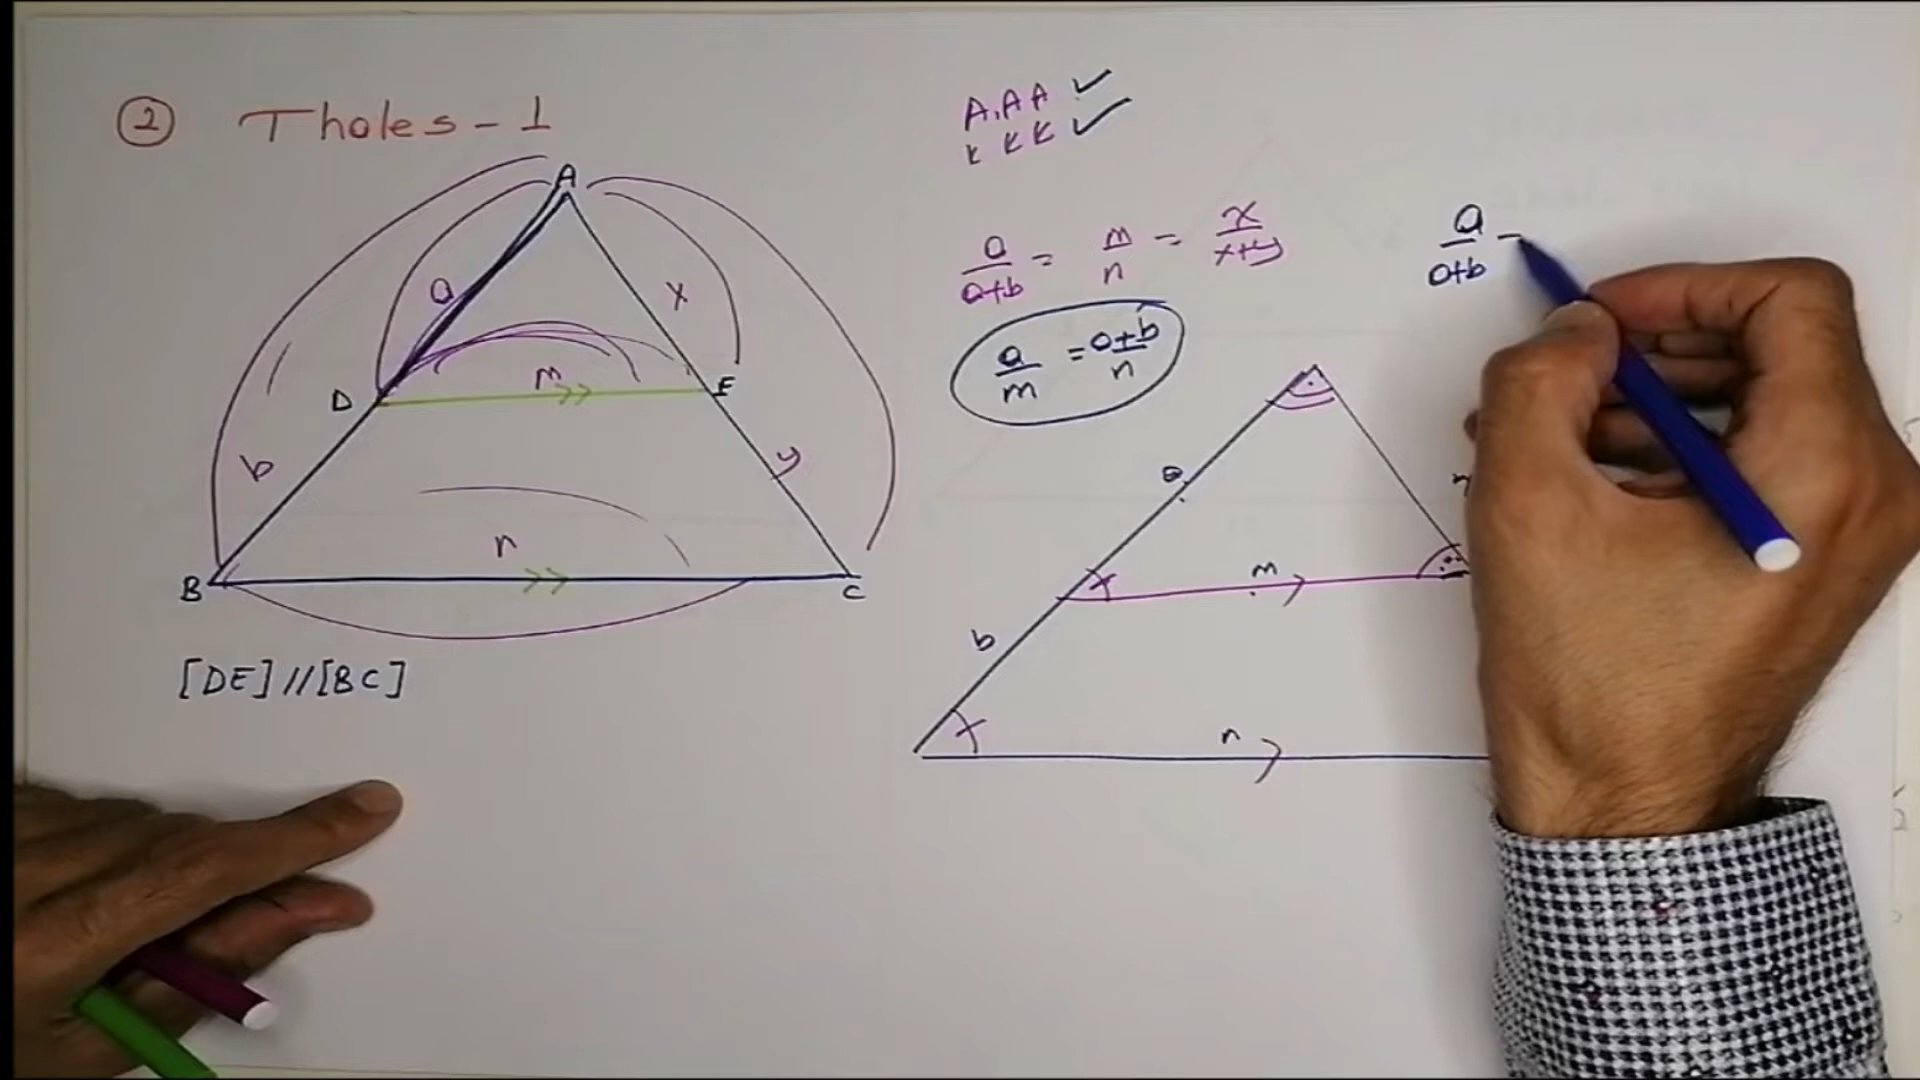 2 Thales - 1
A
a
x
D
m
E
b
y
n
B
C
[DE] // [BC]
A.A A ✓
K K K ✓
a/a+b = m/n = x/x+y
a/m = a+b/n
a/a+b =
a
m
b
n